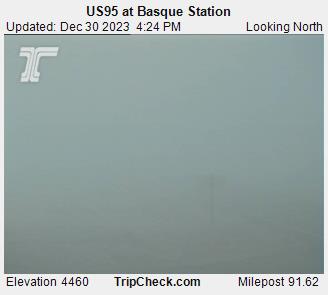 US95 at Basque Station
Updated: Dec 30 2023 4:24 PM Looking North
Elevation 4460 TripCheck.com Milepost 91.62